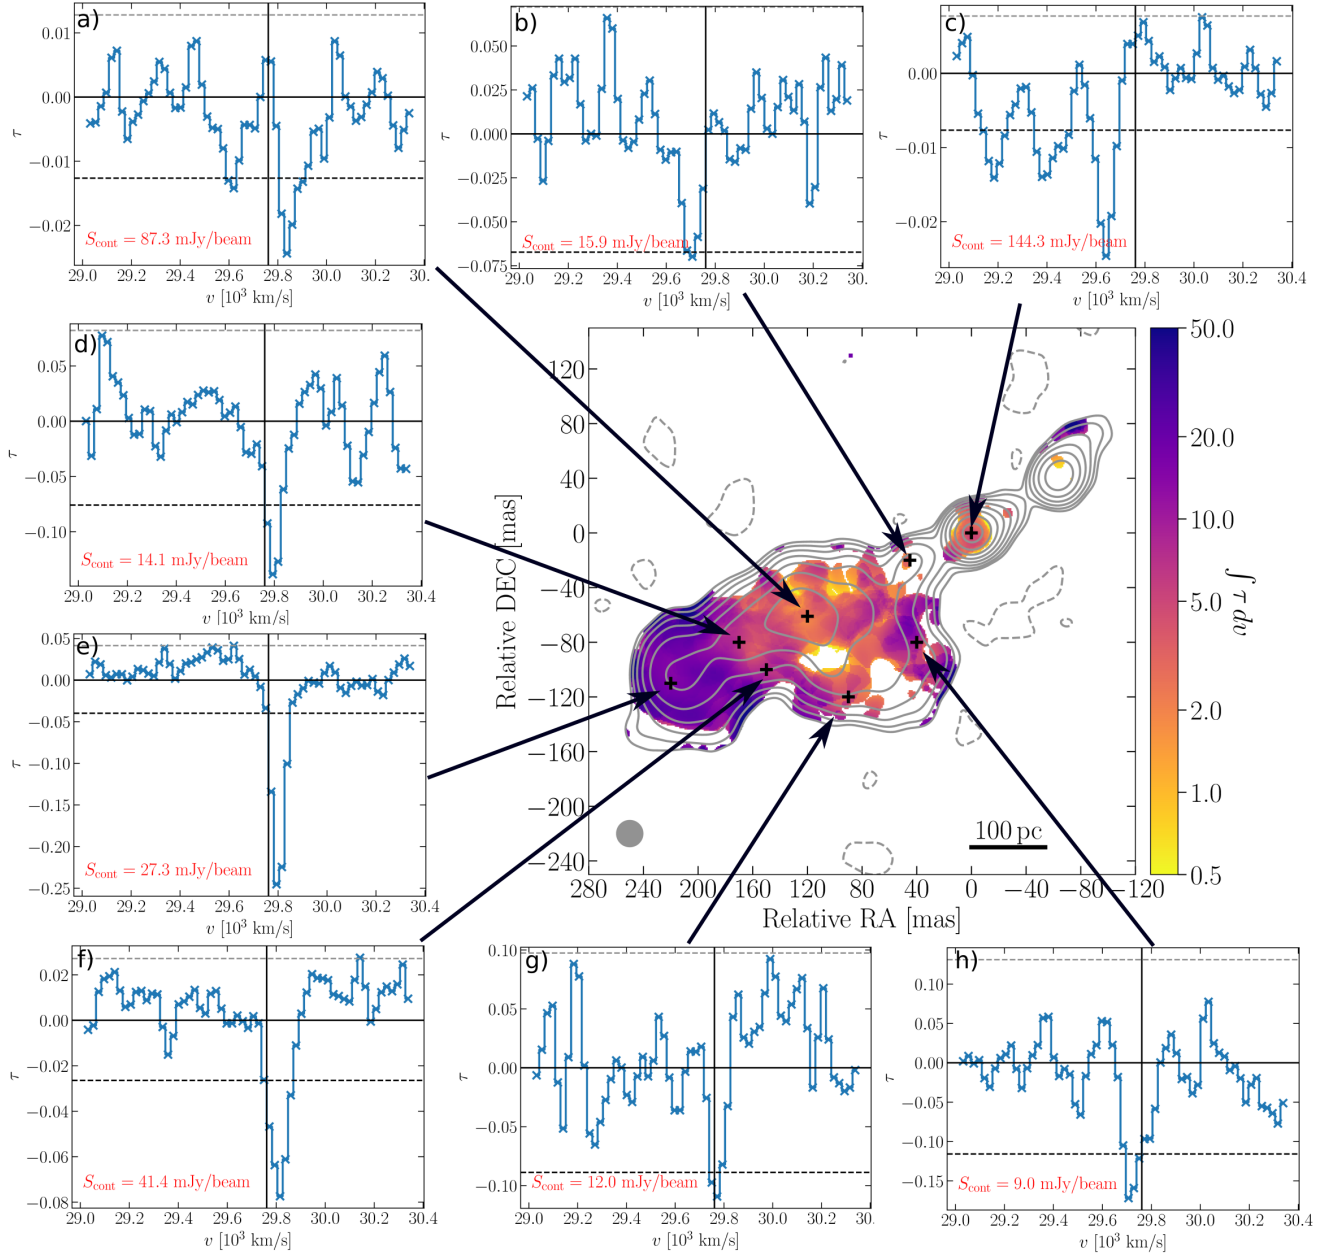 a)
0.01
0.00
−0.01
−0.02
τ
S_cont = 87.3 mJy/beam
29.0 29.2 29.4 29.6 29.8 30.0 30.2 30.4
v [10³ km/s]
b)
0.050
0.025
0.000
−0.025
−0.050
−0.075
τ
S_cont = 15.9 mJy/beam
29.0 29.2 29.4 29.6 29.8 30.0 30.2 30.
v [10³ km/s]
c)
0.00
−0.01
−0.02
τ
S_cont = 144.3 mJy/beam
29.0 29.2 29.4 29.6 29.8 30.0 30.2 30.4
v [10³ km/s]
d)
0.05
0.00
−0.05
−0.10
τ
S_cont = 14.1 mJy/beam
29.0 29.2 29.4 29.6 29.8 30.0 30.2 30.4
v [10³ km/s]
e)
0.05
0.00
−0.05
−0.10
−0.15
−0.20
−0.25
τ
S_cont = 27.3 mJy/beam
29.0 29.2 29.4 29.6 29.8 30.0 30.2 30.4
v [10³ km/s]
120
80
40
0
−40
−80
−120
−160
−200
−240
Relative DEC [mas]
100 pc
280 240 200 160 120 80 40 0 −40 −80 −120
Relative RA [mas]
50.0
20.0
10.0
5.0
2.0
1.0
0.5
∫ τ dv
f)
0.02
0.00
−0.02
−0.04
−0.06
−0.08
τ
S_cont = 41.4 mJy/beam
29.0 29.2 29.4 29.6 29.8 30.0 30.2 30.4
v [10³ km/s]
g)
0.10
0.05
0.00
−0.05
−0.10
τ
S_cont = 12.0 mJy/beam
29.0 29.2 29.4 29.6 29.8 30.0 30.2 30.
v [10³ km/s]
h)
0.10
0.05
0.00
−0.05
−0.10
−0.15
τ
S_cont = 9.0 mJy/beam
29.0 29.2 29.4 29.6 29.8 30.0 30.2 30.4
v [10³ km/s]